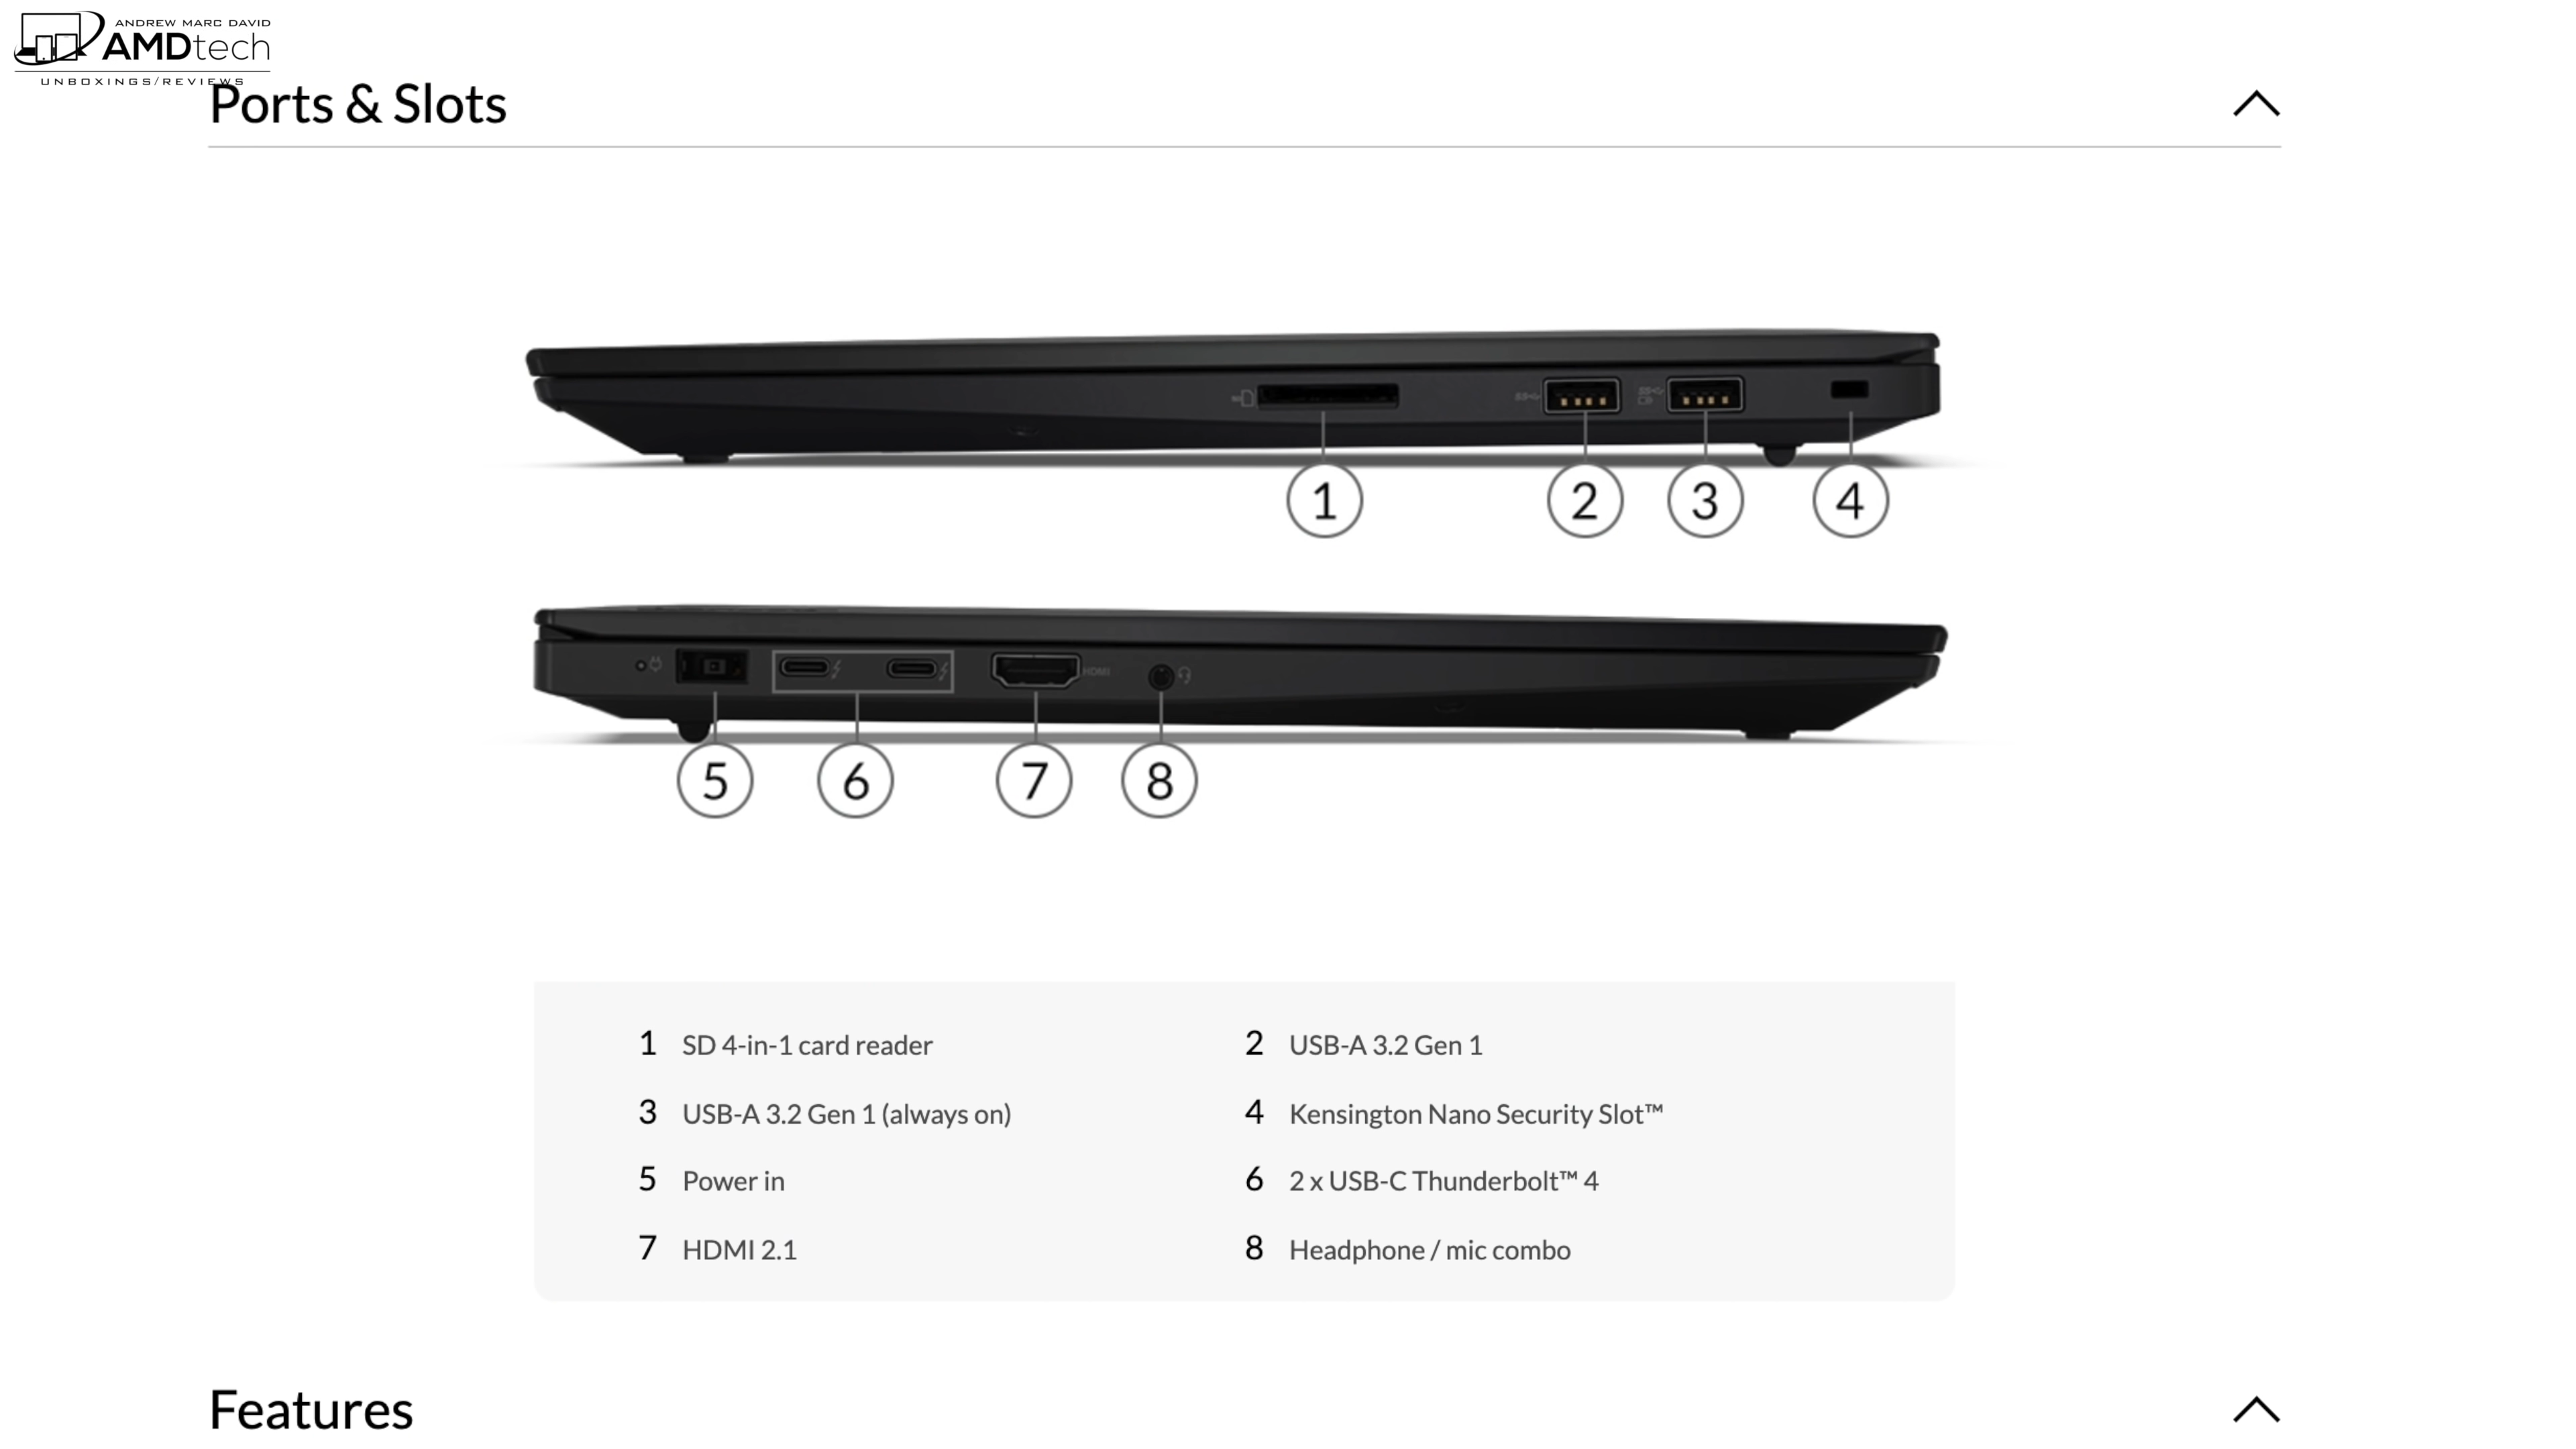 ANDREW MARC DAVID
AMDtech
UNBOXINGS/REVIEWS
Ports & Slots
1
2
3
4
HDMI
5
6
7
8
1 SD 4-in-1 card reader
2 USB-A 3.2 Gen 1
3 USB-A 3.2 Gen 1 (always on)
4 Kensington Nano Security Slot™
5 Power in
6 2 x USB-C Thunderbolt™ 4
7 HDMI 2.1
8 Headphone / mic combo
Features